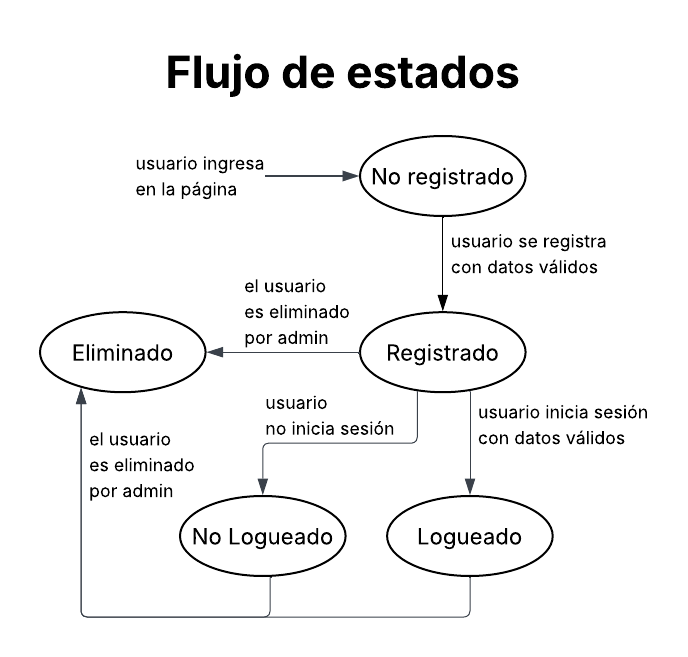 Flujo de estados
usuario ingresa
en la página
No registrado
usuario se registra
con datos válidos
el usuario
es eliminado
por admin
Eliminado
Registrado
usuario
no inicia sesión
usuario inicia sesión
con datos válidos
el usuario
es eliminado
por admin
No Logueado
Logueado